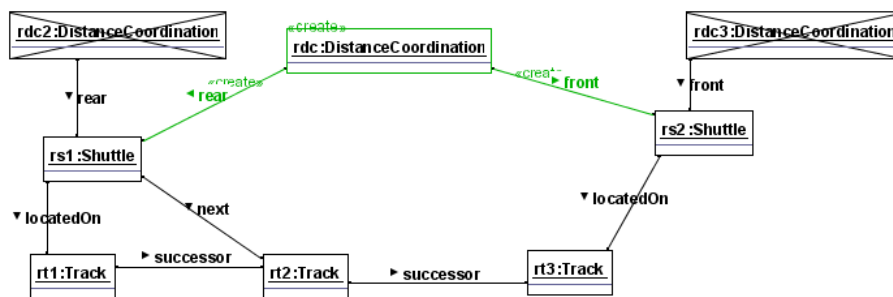 rdc2:DistanceCoordination
«create»
rdc:DistanceCoordination
rdc3:DistanceCoordination
«create»
rear
rear
«create»
front
front
rs1:Shuttle
rs2:Shuttle
locatedOn
next
locatedOn
rt1:Track
successor
rt2:Track
successor
rt3:Track